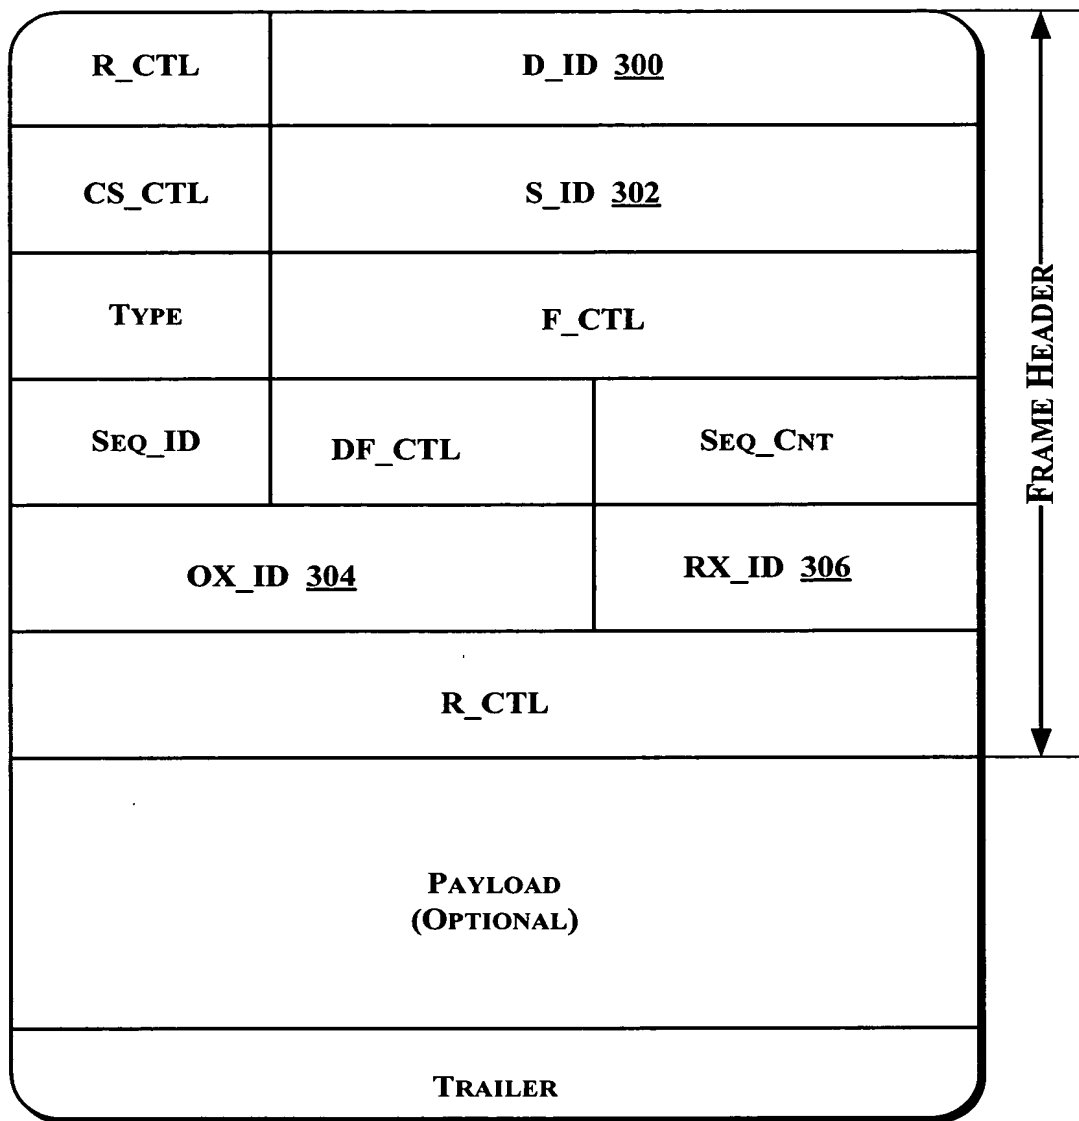 R_CTL
D_ID 300
CS_CTL
S_ID 302
TYPE
F_CTL
SEQ_ID
DF_CTL
SEQ_CNT
OX_ID 304
RX_ID 306
R_CTL
PAYLOAD
(OPTIONAL)
TRAILER
FRAME HEADER